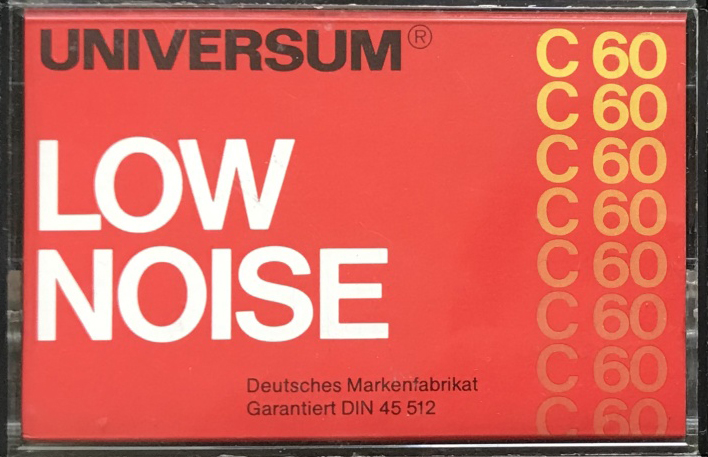 UNIVERSUM®
LOW
NOISE
Deutsches Markenfabrikat
Garantiert DIN 45 512
C 60
C 60
C 60
C 60
C 60
C 60
C 60
C 60